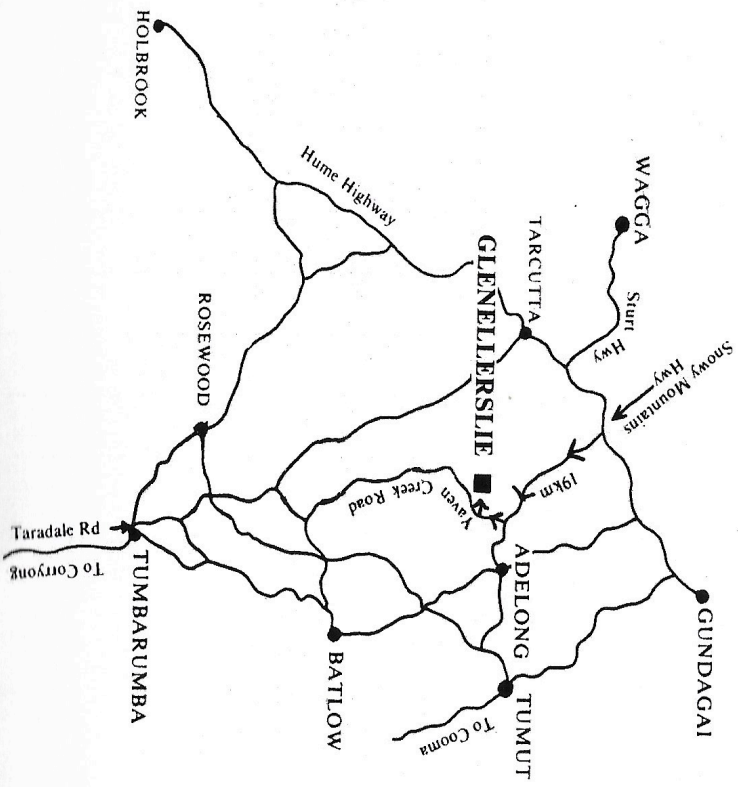 HOLBROOK
Hume Highway
WAGGA
TARCUTTA
Sturt
Hwy
Snowy Mountains
Hwy
GLENELLERSLIE
19km
Yaven Creek Road
ROSEWOOD
ADELONG
GUNDAGAI
Taradale Rd
To Corryong
TUMBARUMBA
BATLOW
TUMUT
To Cooma